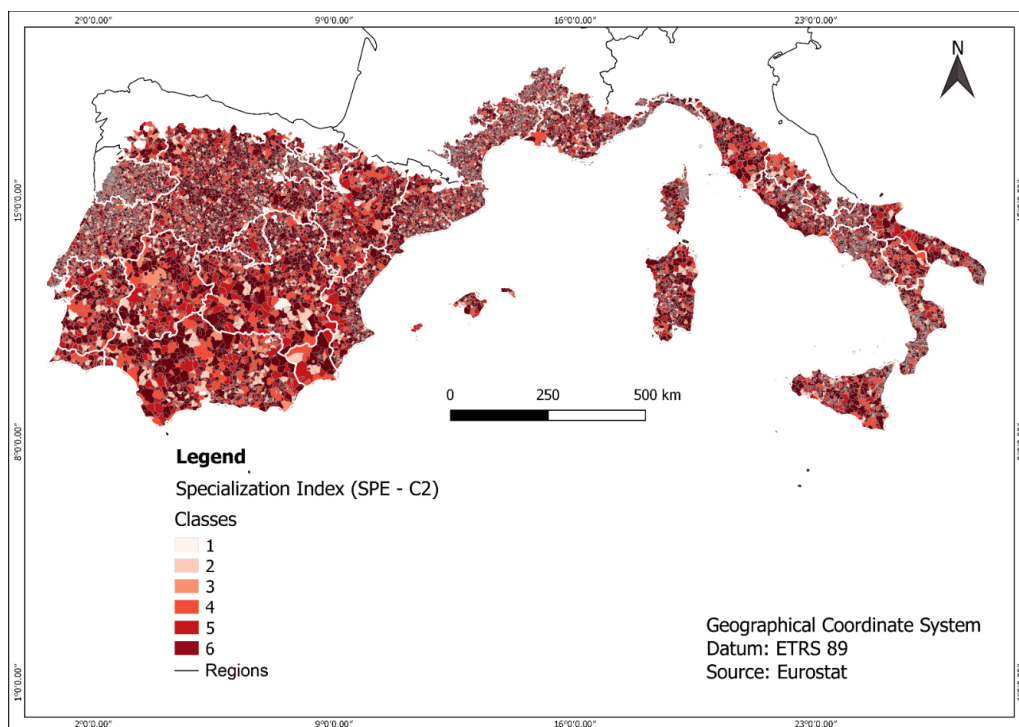 2°0'0.00" 9°0'0.00" 16°0'0.00" 23°0'0.00"
N
15°0'0.00"
0 250 500 km
8°0'0.00"
Legend
Specialization Index (SPE - C2)
Classes
1
2
3
4
5
6
Regions
Geographical Coordinate System
Datum: ETRS 89
Source: Eurostat
1°0'0.00"
2°0'0.00" 9°0'0.00" 16°0'0.00" 23°0'0.00"